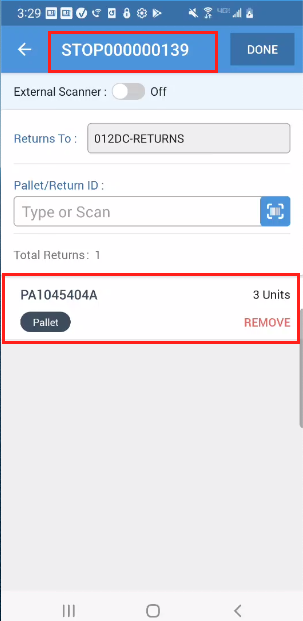 3:29
STOP000000139
DONE
External Scanner : Off
Returns To : 012DC-RETURNS
Pallet/Return ID :
Type or Scan
Total Returns : 1
PA1045404A 3 Units
Pallet REMOVE